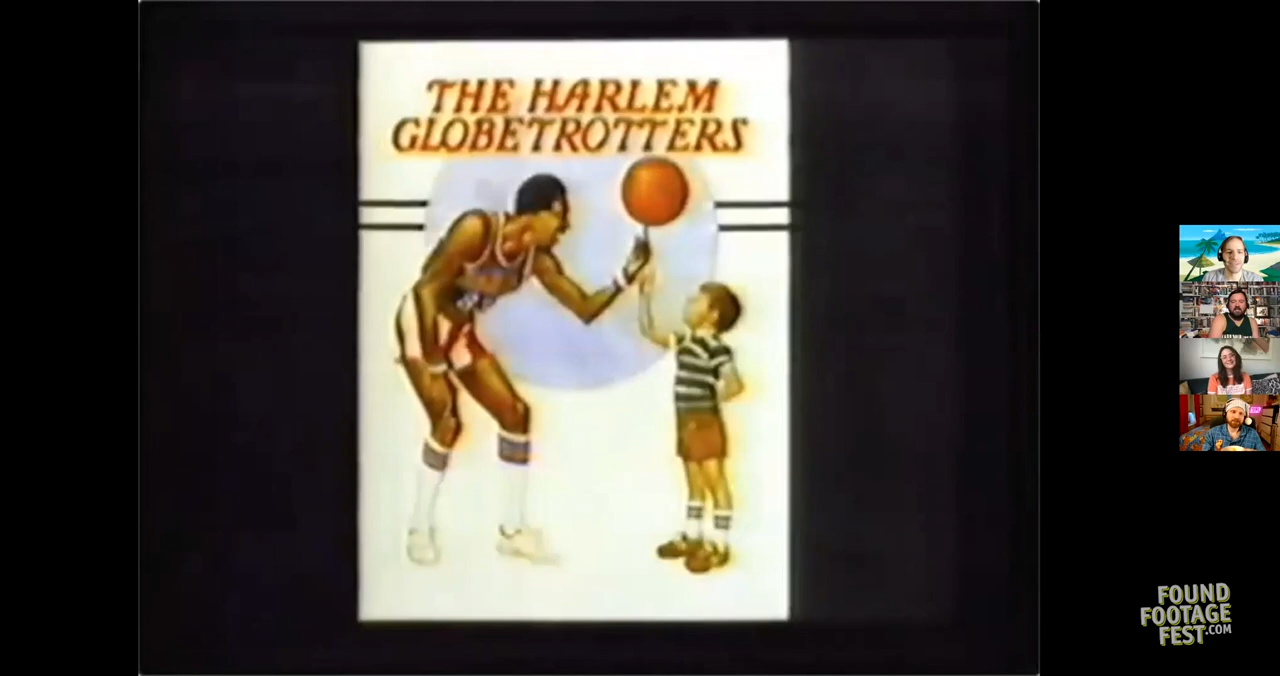 THE HARLEM
GLOBETROTTERS
FOUND
FOOTAGE
FEST.COM